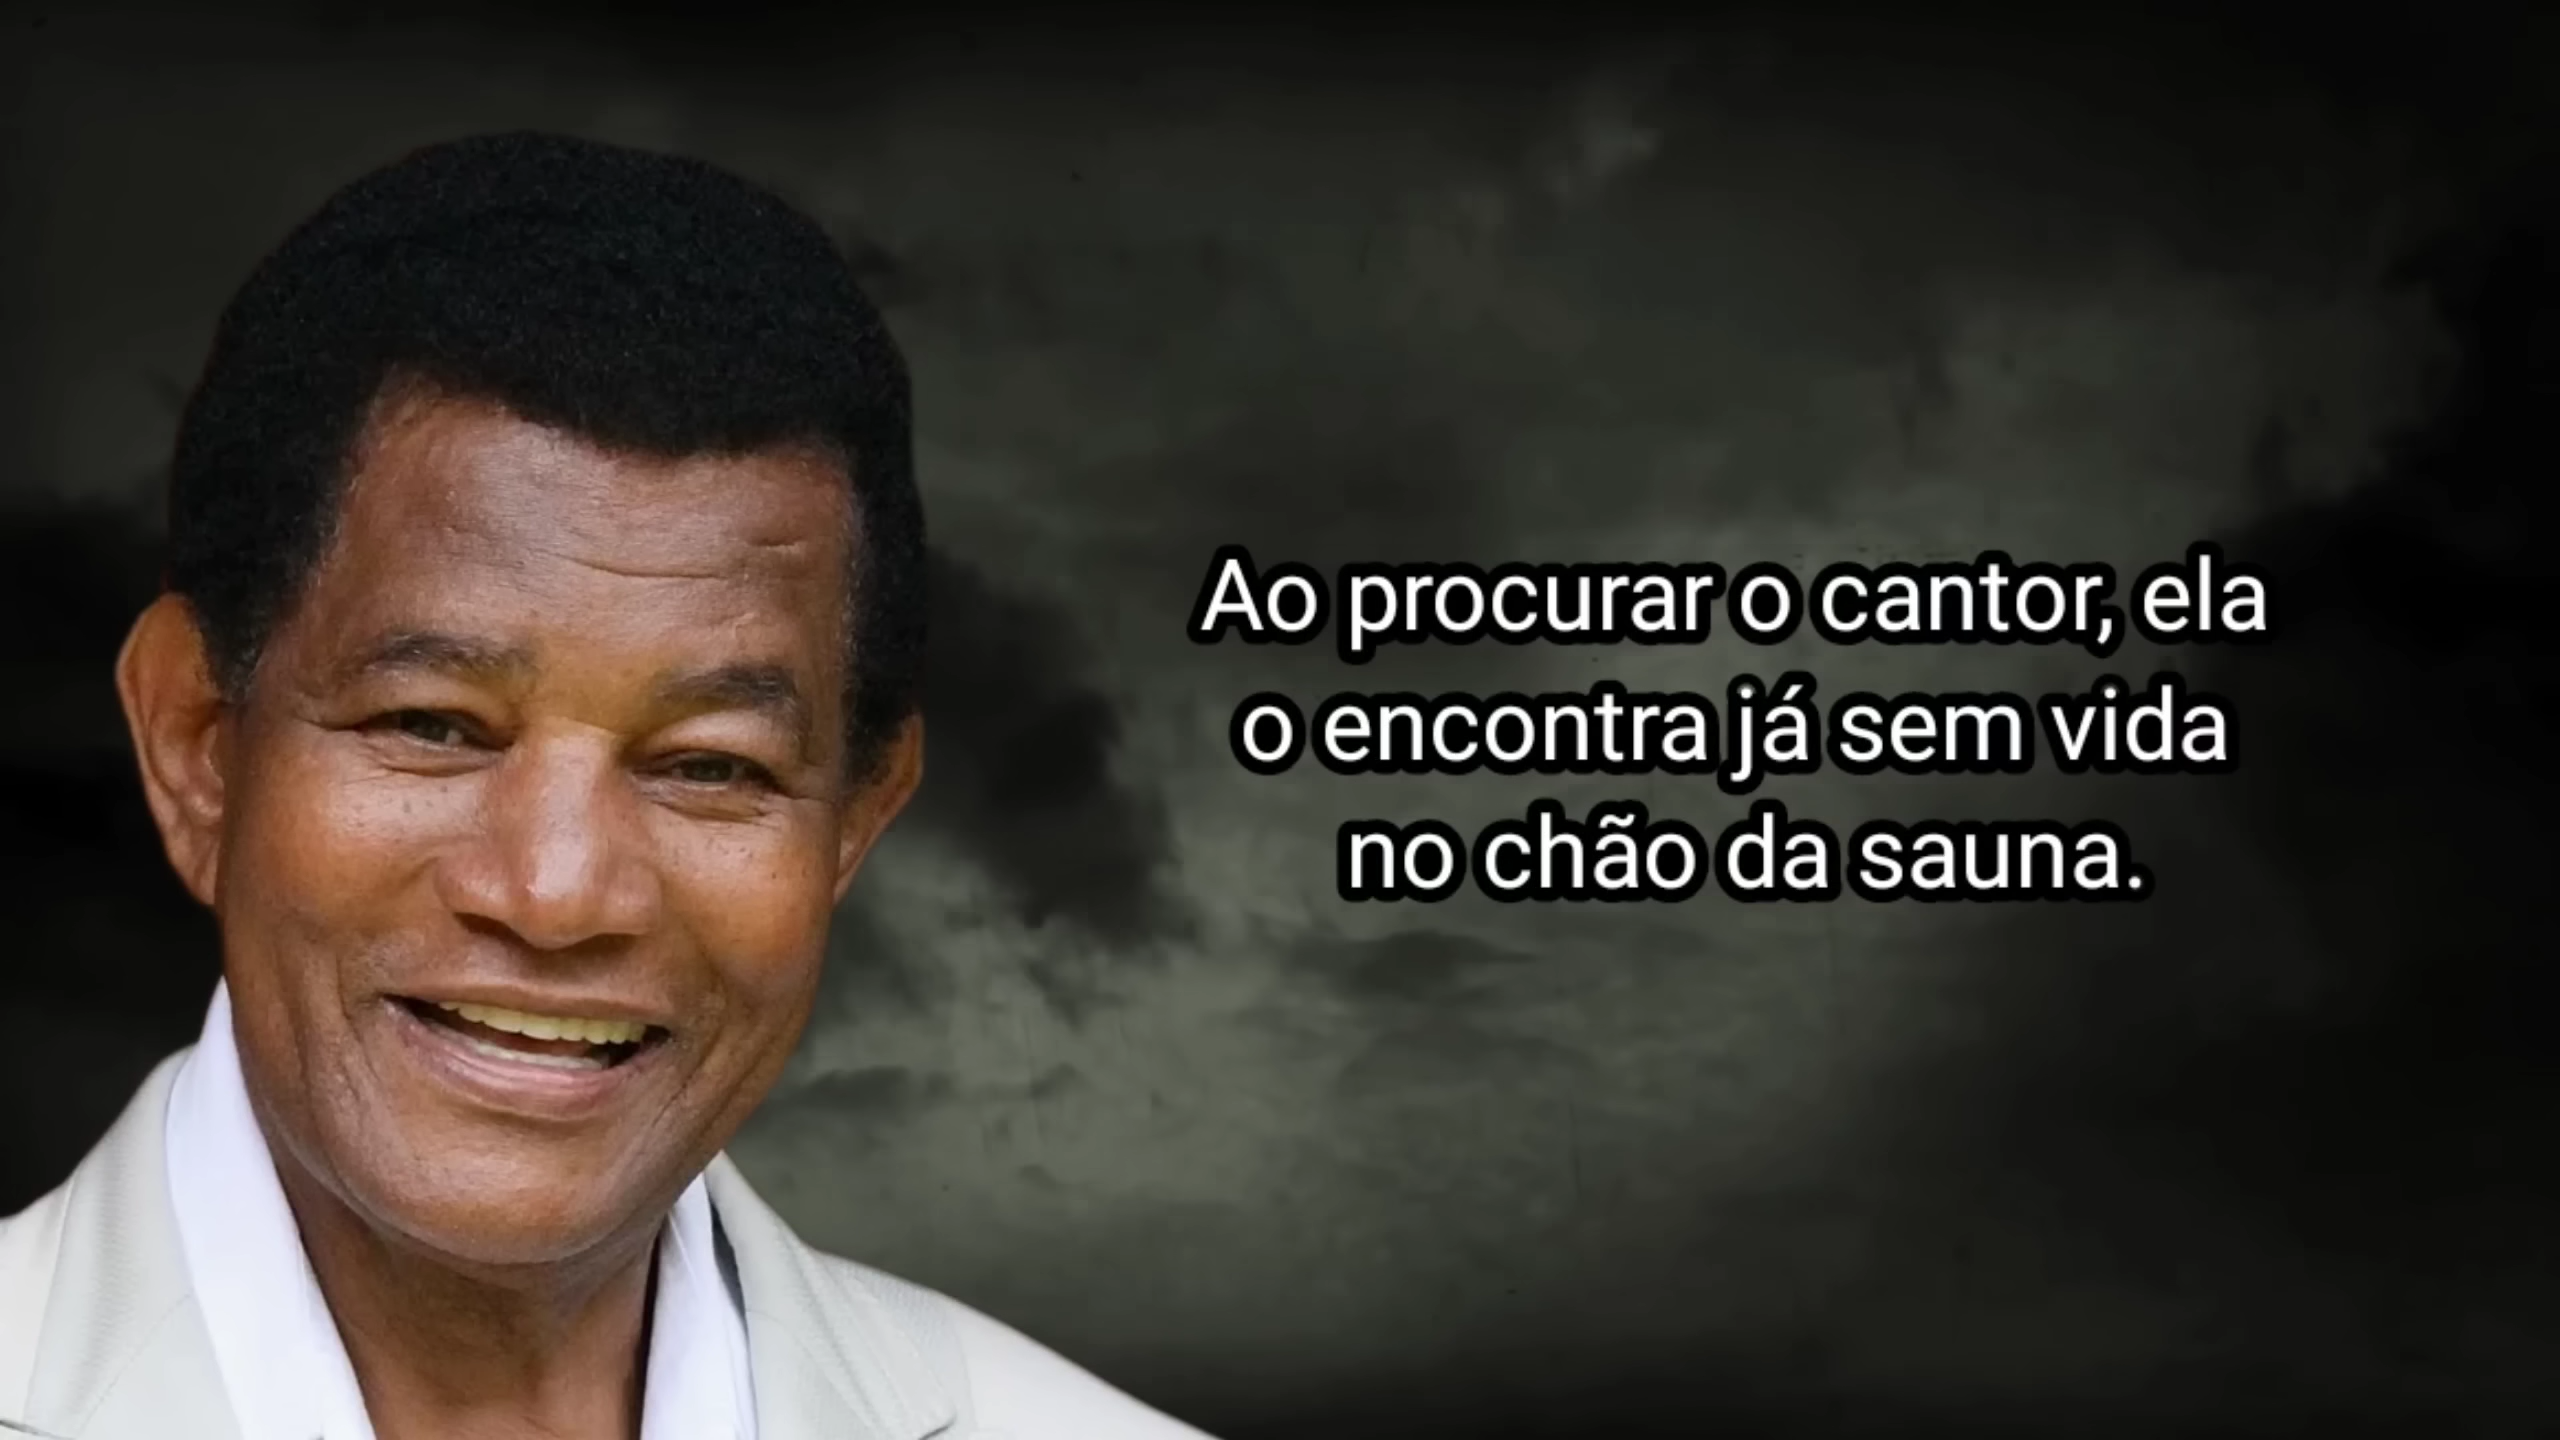 Ao procurar o cantor, ela
o encontra já sem vida
no chão da sauna.